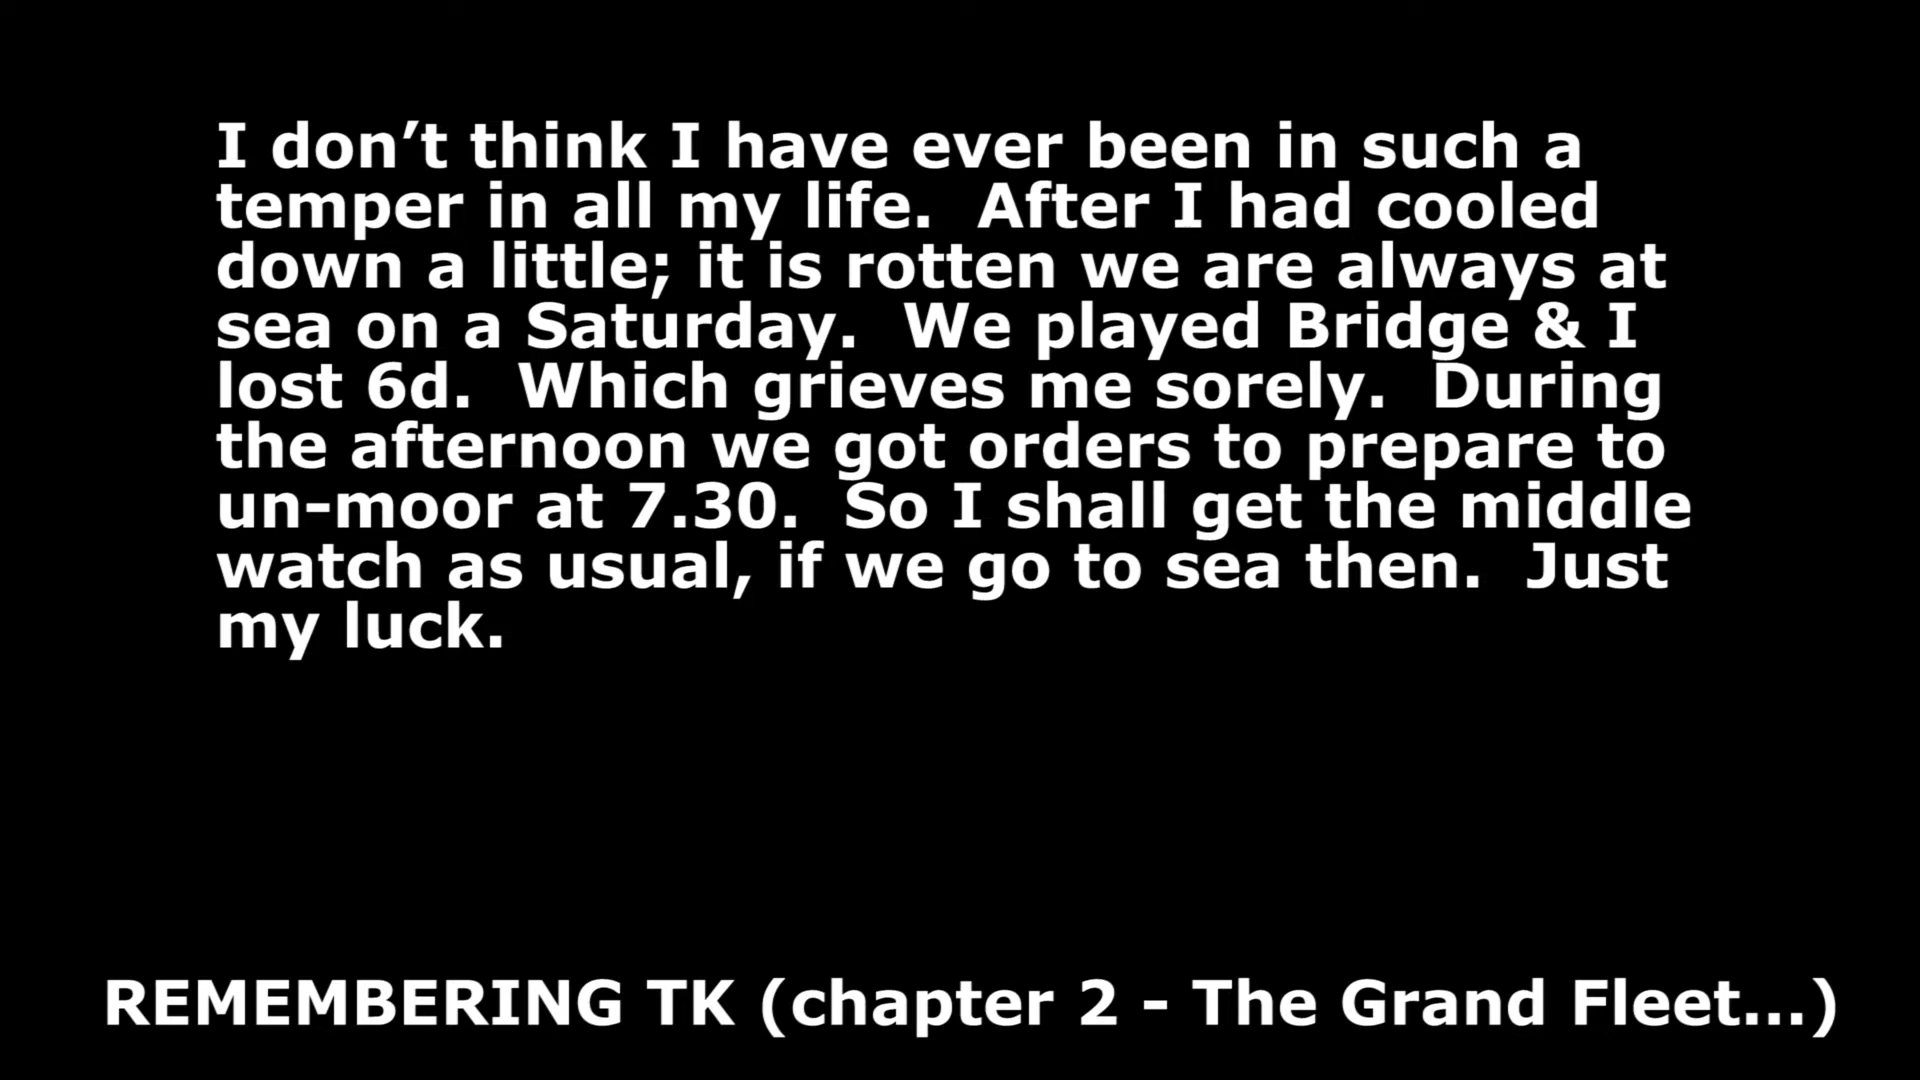 I don’t think I have ever been in such a
temper in all my life.  After I had cooled
down a little; it is rotten we are always at
sea on a Saturday.  We played Bridge & I
lost 6d.  Which grieves me sorely.  During
the afternoon we got orders to prepare to
un-moor at 7.30.  So I shall get the middle
watch as usual, if we go to sea then.  Just
my luck.
REMEMBERING TK (chapter 2 - The Grand Fleet...)